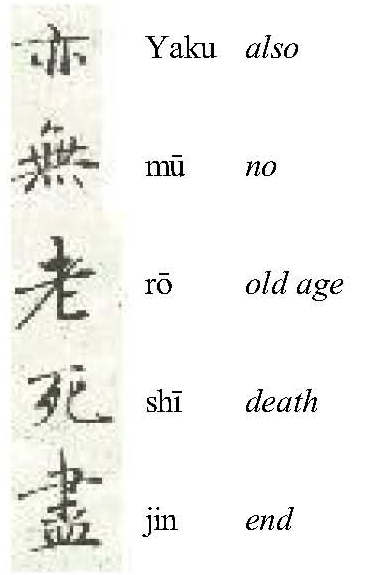 亦 Yaku also
無 mū no
老 rō old age
死 shī death
盡 jin end